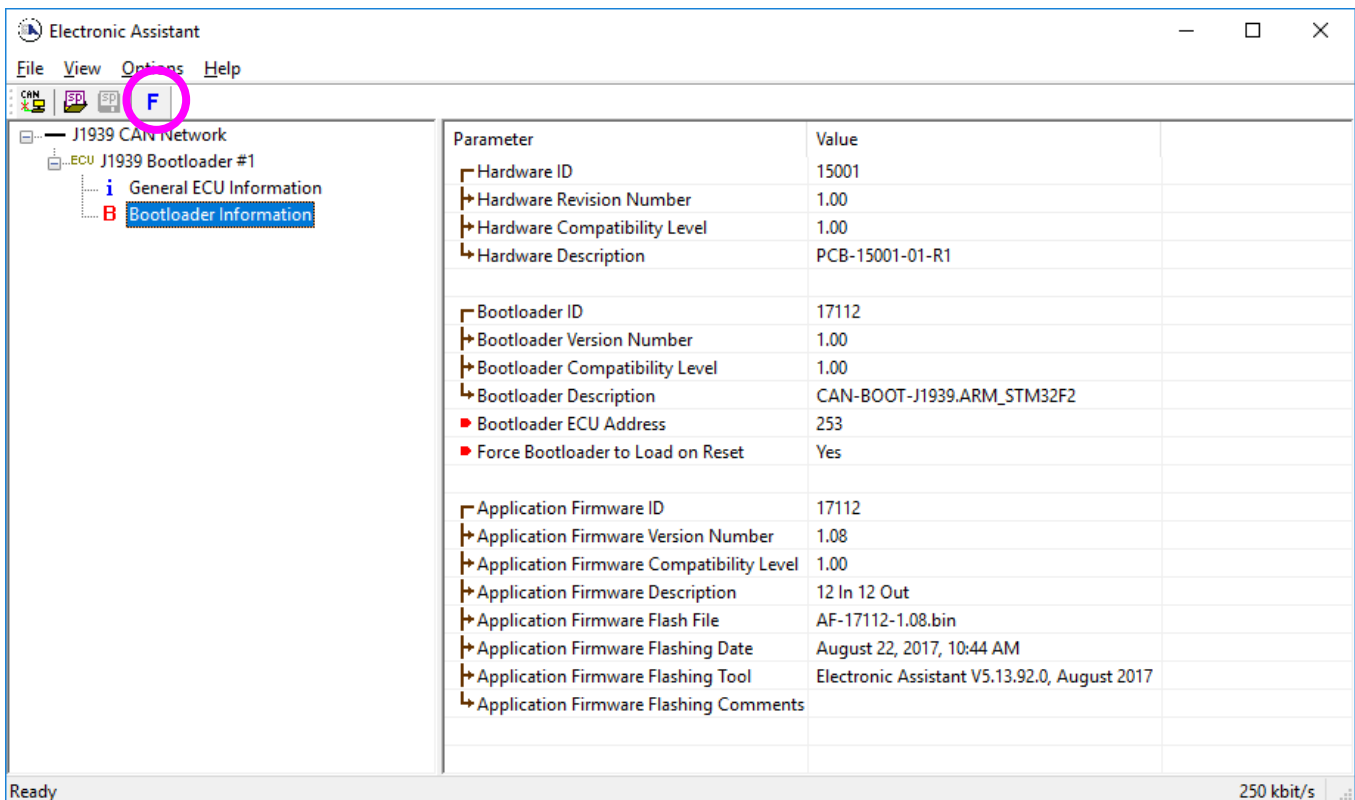 Electronic Assistant
File View Options Help
CAN SP SP F
J1939 CAN Network
ECU J1939 Bootloader #1
i General ECU Information
B Bootloader Information
Parameter Value
Hardware ID 15001
Hardware Revision Number 1.00
Hardware Compatibility Level 1.00
Hardware Description PCB-15001-01-R1
Bootloader ID 17112
Bootloader Version Number 1.00
Bootloader Compatibility Level 1.00
Bootloader Description CAN-BOOT-J1939.ARM_STM32F2
Bootloader ECU Address 253
Force Bootloader to Load on Reset Yes
Application Firmware ID 17112
Application Firmware Version Number 1.08
Application Firmware Compatibility Level 1.00
Application Firmware Description 12 In 12 Out
Application Firmware Flash File AF-17112-1.08.bin
Application Firmware Flashing Date August 22, 2017, 10:44 AM
Application Firmware Flashing Tool Electronic Assistant V5.13.92.0, August 2017
Application Firmware Flashing Comments
Ready 250 kbit/s